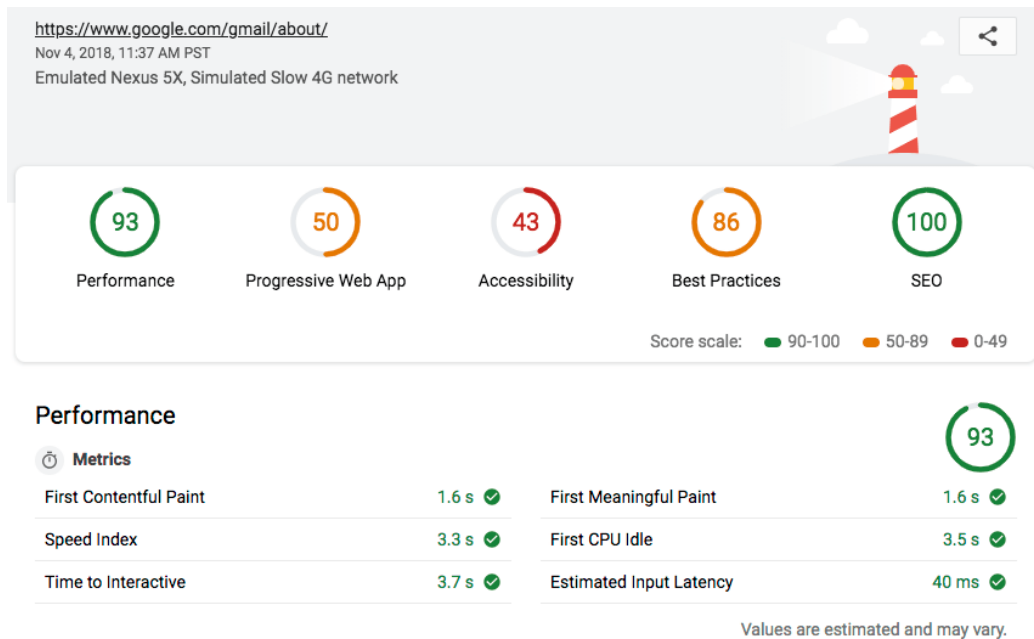 https://www.google.com/gmail/about/
Nov 4, 2018, 11:37 AM PST
Emulated Nexus 5X, Simulated Slow 4G network
93 50 43 86 100
Performance Progressive Web App Accessibility Best Practices SEO
Score scale: 90-100 50-89 0-49
Performance 93
Metrics
First Contentful Paint 1.6 s First Meaningful Paint 1.6 s
Speed Index 3.3 s First CPU Idle 3.5 s
Time to Interactive 3.7 s Estimated Input Latency 40 ms
Values are estimated and may vary.